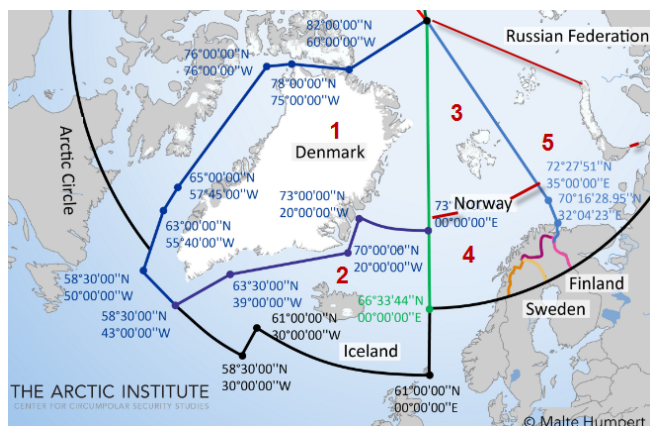 82°00'00''N
60°00'00''W
Russian Federation
76°00'00''N
76°00'00''W
78°00'00''N
75°00'00''W
1
3
5
Denmark
Arctic Circle
72°27'51''N
35°00'00''E
65°00'00''N
57°45'00''W
73°00'00''N
20°00'00''W
73°
00°00'00''E
Norway
70°16'28.95''N
32°04'23''E
63°00'00''N
55°40'00''W
70°00'00''N
20°00'00''W
4
2
58°30'00''N
50°00'00''W
63°30'00''N
39°00'00''W
66°33'44''N
00°00'00''E
Finland
Sweden
58°30'00''N
43°00'00''W
61°00'00''N
30°00'00''W
Iceland
58°30'00''N
30°00'00''W
61°00'00''N
00°00'00''E
THE ARCTIC INSTITUTE
CENTER FOR CIRCUMPOLAR SECURITY STUDIES
© Malte Humpert